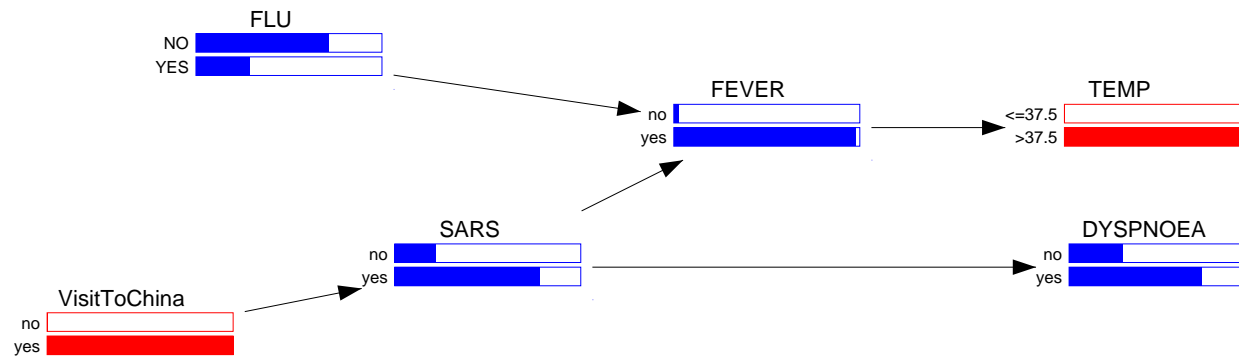 FLU
NO
YES
FEVER
no
yes
TEMP
<=37.5
>37.5
SARS
no
yes
DYSPNOEA
no
yes
VisitToChina
no
yes